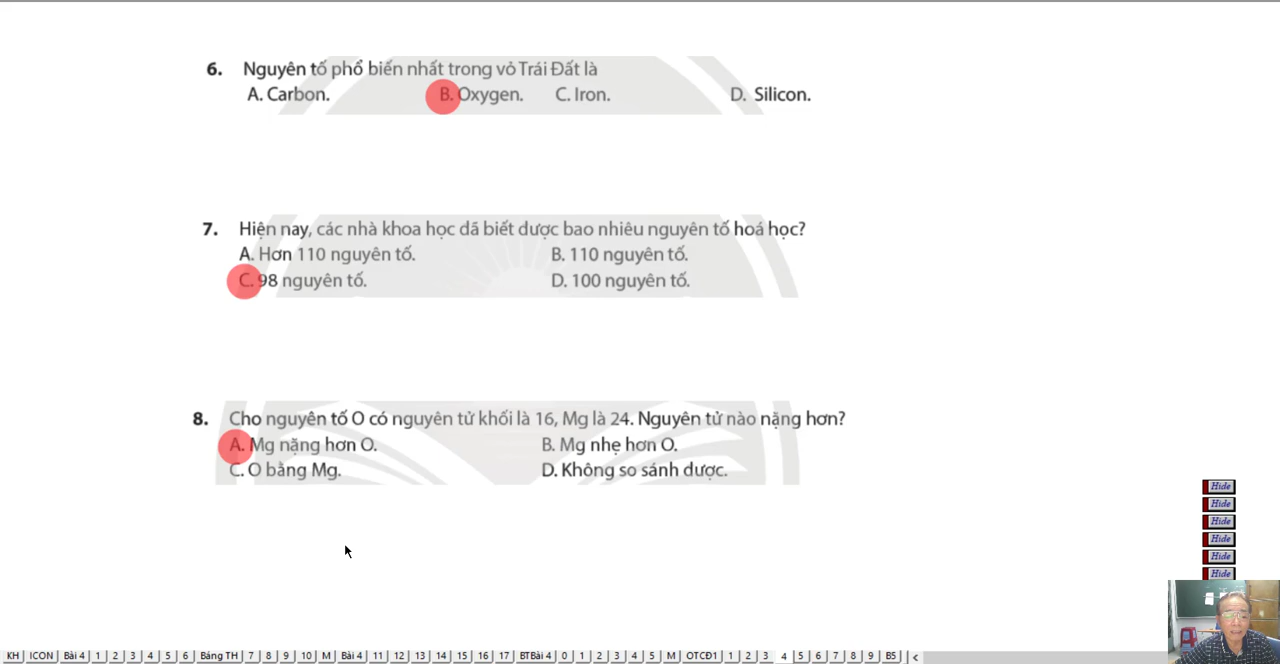 6. Nguyên tố phổ biến nhất trong vỏ Trái Đất là
A. Carbon. B. Oxygen. C. Iron. D. Silicon.
7. Hiện nay, các nhà khoa học đã biết được bao nhiêu nguyên tố hoá học?
A. Hơn 110 nguyên tố. B. 110 nguyên tố.
C. 98 nguyên tố. D. 100 nguyên tố.
8. Cho nguyên tố O có nguyên tử khối là 16, Mg là 24. Nguyên tử nào nặng hơn?
A. Mg nặng hơn O. B. Mg nhẹ hơn O.
C. O bằng Mg. D. Không so sánh được.
Hide
Hide
Hide
Hide
Hide
Hide
KH ICON Bài 4 1 2 3 4 5 6 Bảng TH 7 8 9 10 M Bài 4 11 12 13 14 15 16 17 BT Bài 4 0 1 2 3 4 5 M OTCĐ1 1 2 3 4 5 6 7 8 9 B5 <